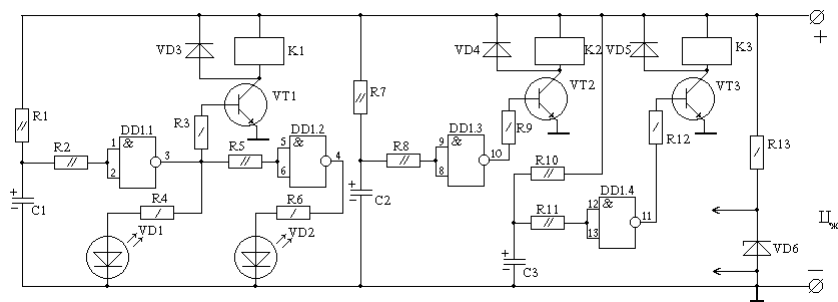 +
VD3
K1
VD4
K2
VD5
K3
VT1
VT2
VT3
R1
R3
R7
R9
R12
R13
DD1.1
DD1.2
DD1.3
DD1.4
R2
1
&
2
3
R5
5
&
6
4
R8
9
&
8
10
R10
R11
12
&
13
11
R4
R6
+
−
C1
+
−
C2
+
−
C3
VD1
VD2
VD6
Uж
−